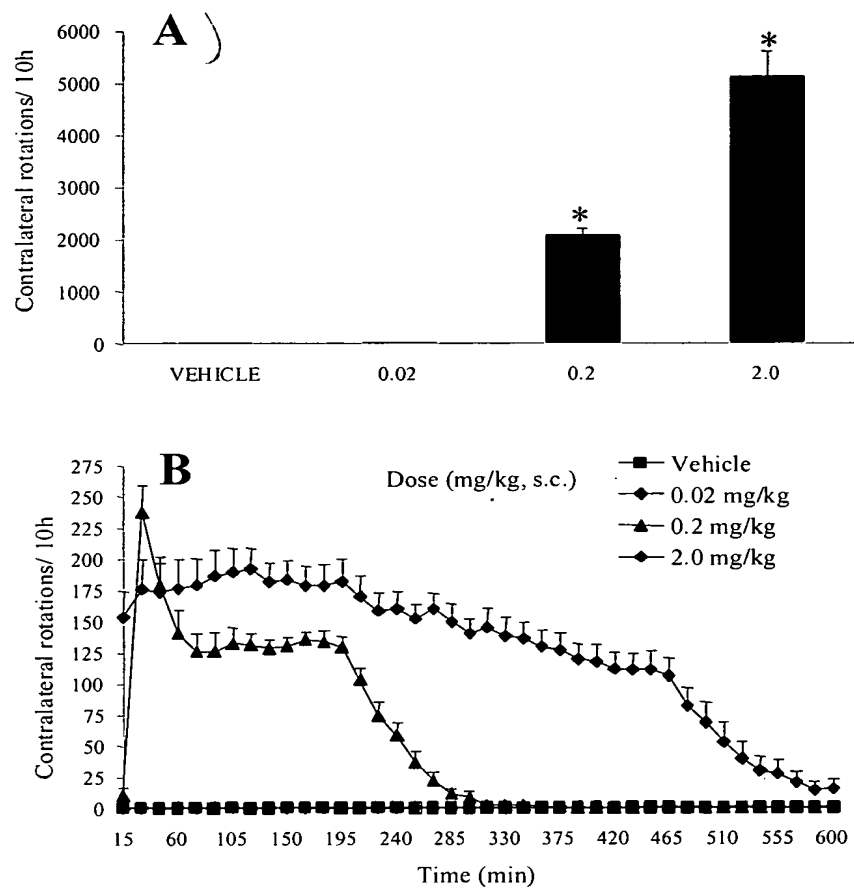 A
Contralateral rotations/ 10h
6000
5000
4000
3000
2000
1000
0
*
*
VEHICLE 0.02 0.2 2.0
B
Dose (mg/kg, s.c.)
Vehicle
0.02 mg/kg
0.2 mg/kg
2.0 mg/kg
Contralateral rotations/ 10h
275
250
225
200
175
150
125
100
75
50
25
0
15 60 105 150 195 240 285 330 375 420 465 510 555 600
Time (min)